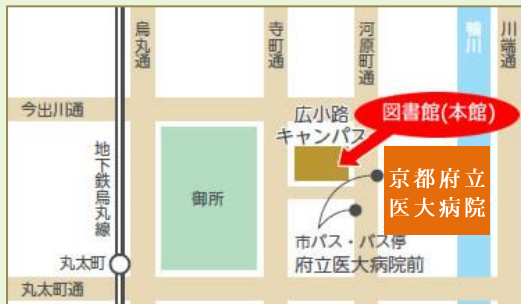 烏丸通
寺町通
河原町通
鴨川
川端通
今出川通
広小路
キャンパス
図書館(本館)
地下鉄烏丸線
御所
京都府立
医大病院
市バス・バス停
府立医大病院前
丸太町
丸太町通